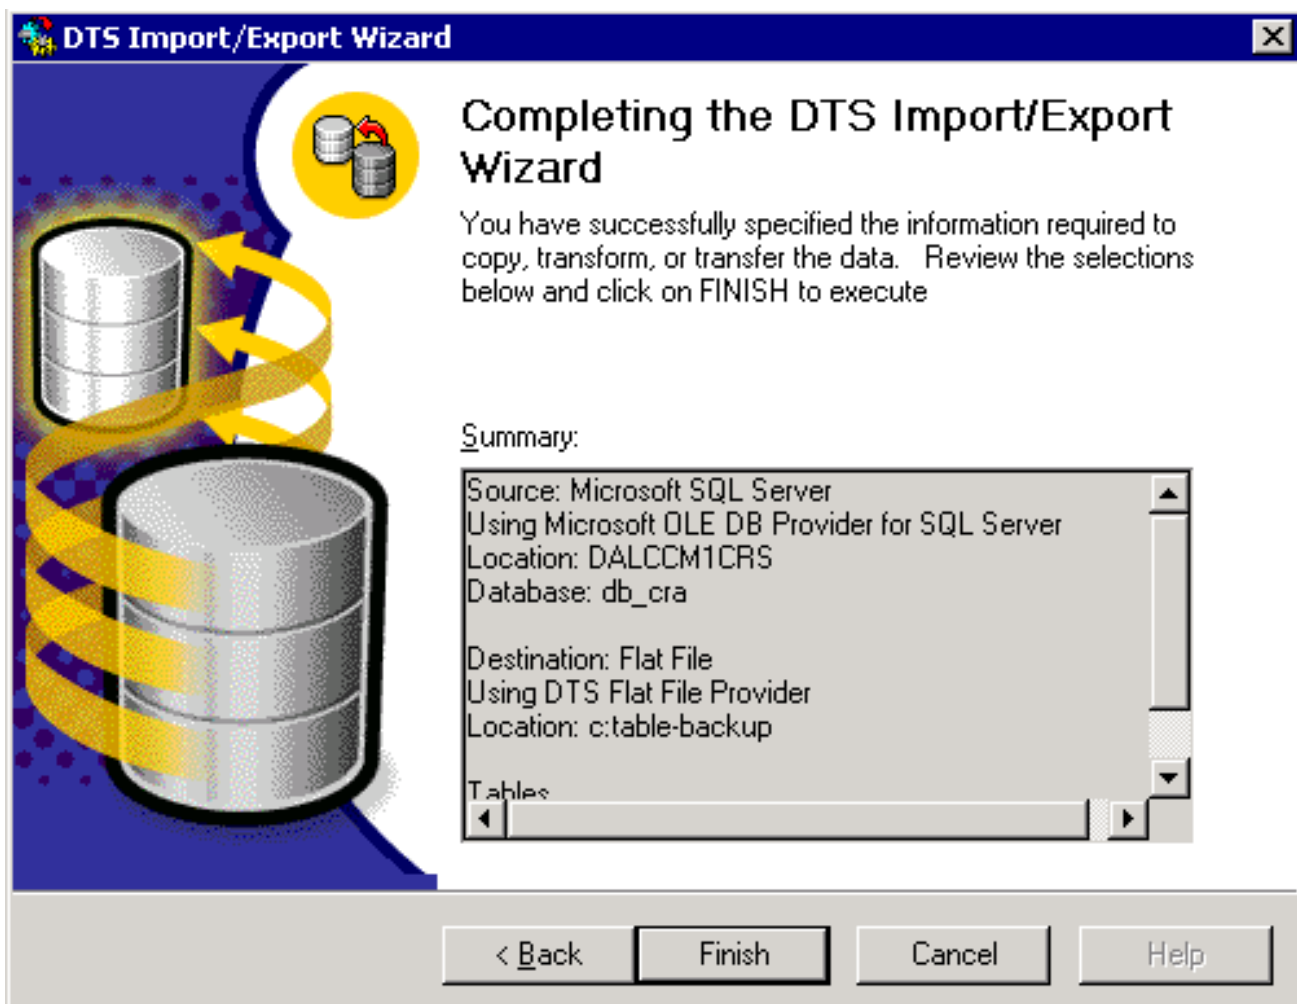 DTS Import/Export Wizard
Completing the DTS Import/Export
Wizard
You have successfully specified the information required to
copy, transform, or transfer the data.   Review the selections
below and click on FINISH to execute
Summary:
Source: Microsoft SQL Server
Using Microsoft OLE DB Provider for SQL Server
Location: DALCCM1CRS
Database: db_cra
Destination: Flat File
Using DTS Flat File Provider
Location: c:table-backup
Tables
< Back
Finish
Cancel
Help